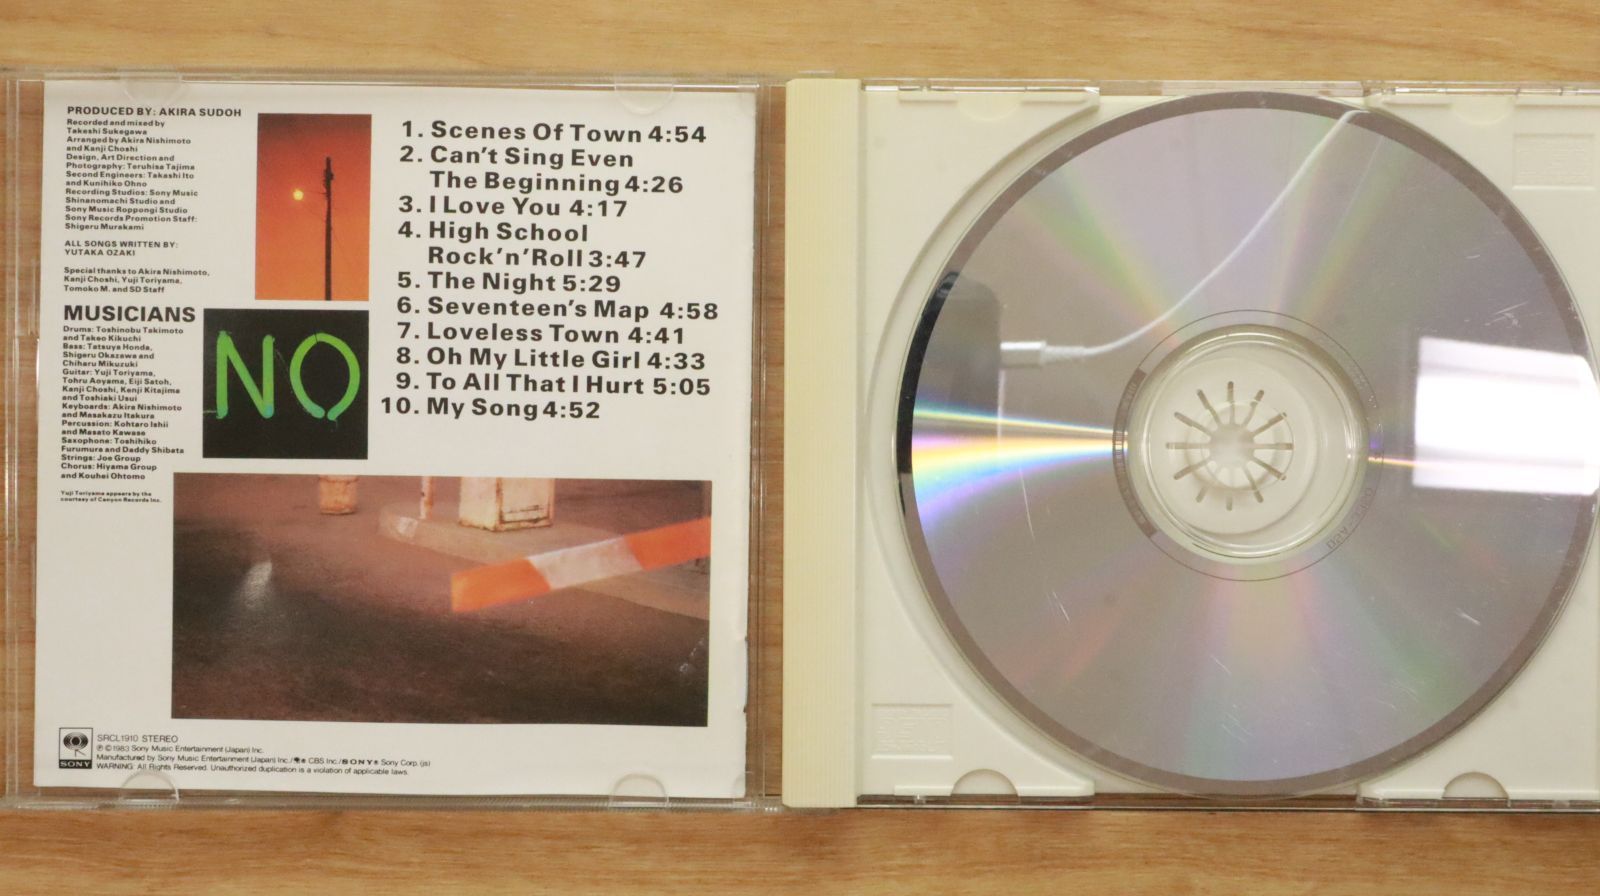 PRODUCED BY: AKIRA SUDOH
Recorded and mixed by
Takeshi Sukegawa
Arranged by Akira Nishimoto
and Kanji Choshi
Design, Art Direction and
Photography: Teruhisa Tajima
Second Engineers: Takashi Ito
and Kunihiko Ohno
Recording Studios: Sony Music
Shinanomachi Studio and
Sony Music Roppongi Studio
Sony Records Promotion Staff:
Shigeru Murakami
ALL SONGS WRITTEN BY:
YUTAKA OZAKI
Special thanks to Akira Nishimoto,
Kanji Choshi, Yuji Toriyama,
Tomoko M. and SD Staff
MUSICIANS
Drums: Toshinobu Takimoto
and Takeo Kikuchi
Bass: Tatsuya Honda,
Shigeru Okazawa and
Chiharu Mikuzuki
Guitar: Yuji Toriyama,
Tohru Aoyama, Eiji Satoh,
Kanji Choshi, Kenji Kitajima
and Toshiaki Usui
Keyboards: Akira Nishimoto
and Masakazu Itakura
Percussion: Kohtaro Ishii
and Masato Kawase
Saxophone: Toshihiko
Furumura and Daddy Shibata
Strings: Joe Group
Chorus: Hiyama Group
and Kouhei Ohtomo
Yuji Toriyama appears by the
courtesy of Canyon Records Inc.
NO
1. Scenes Of Town 4:54
2. Can't Sing Even
The Beginning 4:26
3. I Love You 4:17
4. High School
Rock'n'Roll 3:47
5. The Night 5:29
6. Seventeen's Map 4:58
7. Loveless Town 4:41
8. Oh My Little Girl 4:33
9. To All That I Hurt 5:05
10. My Song 4:52
SONY
SRCL1910 STEREO
℗ © 1983 Sony Music Entertainment (Japan) Inc.
Manufactured by Sony Music Entertainment (Japan) Inc./ ® CBS Inc./SONY® Sony Corp. (js)
WARNING: All Rights Reserved. Unauthorized duplication is a violation of applicable laws.